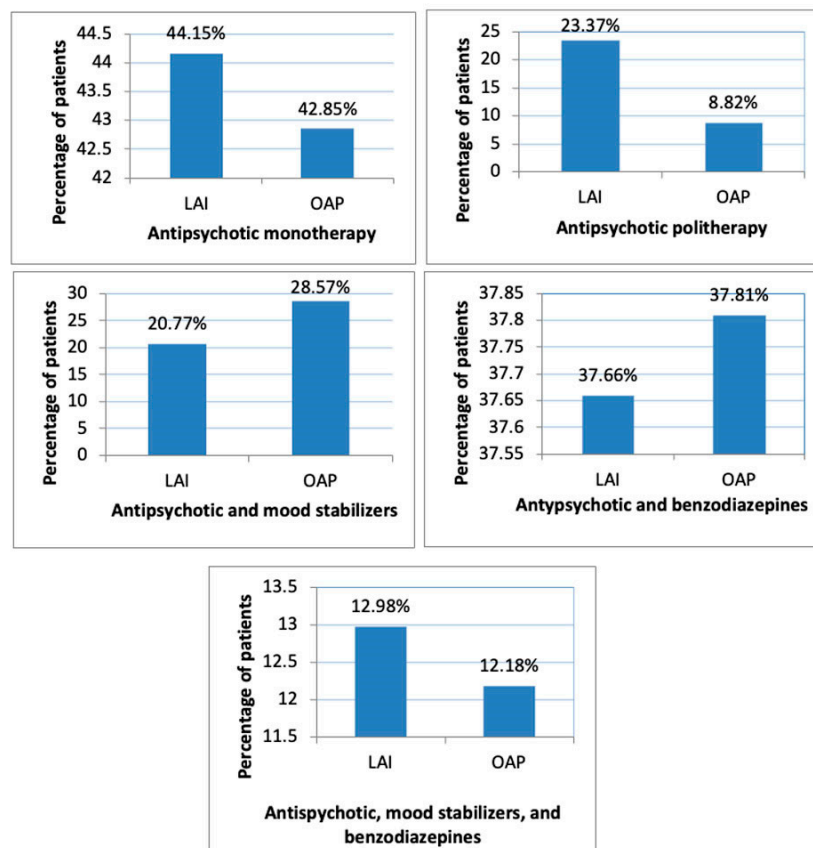 Percentage of patients
44.5
44
43.5
43
42.5
42
44.15%
42.85%
LAI
OAP
Antipsychotic monotherapy
Percentage of patients
25
20
15
10
5
0
23.37%
8.82%
LAI
OAP
Antipsychotic politherapy
Percentage of patients
30
25
20
15
10
5
0
20.77%
28.57%
LAI
OAP
Antipsychotic and mood stabilizers
Percentage of patients
37.85
37.8
37.75
37.7
37.65
37.6
37.55
37.66%
37.81%
LAI
OAP
Antypsychotic and benzodiazepines
Percentage of patients
13.5
13
12.5
12
11.5
12.98%
12.18%
LAI
OAP
Antispychotic, mood stabilizers, and
benzodiazepines